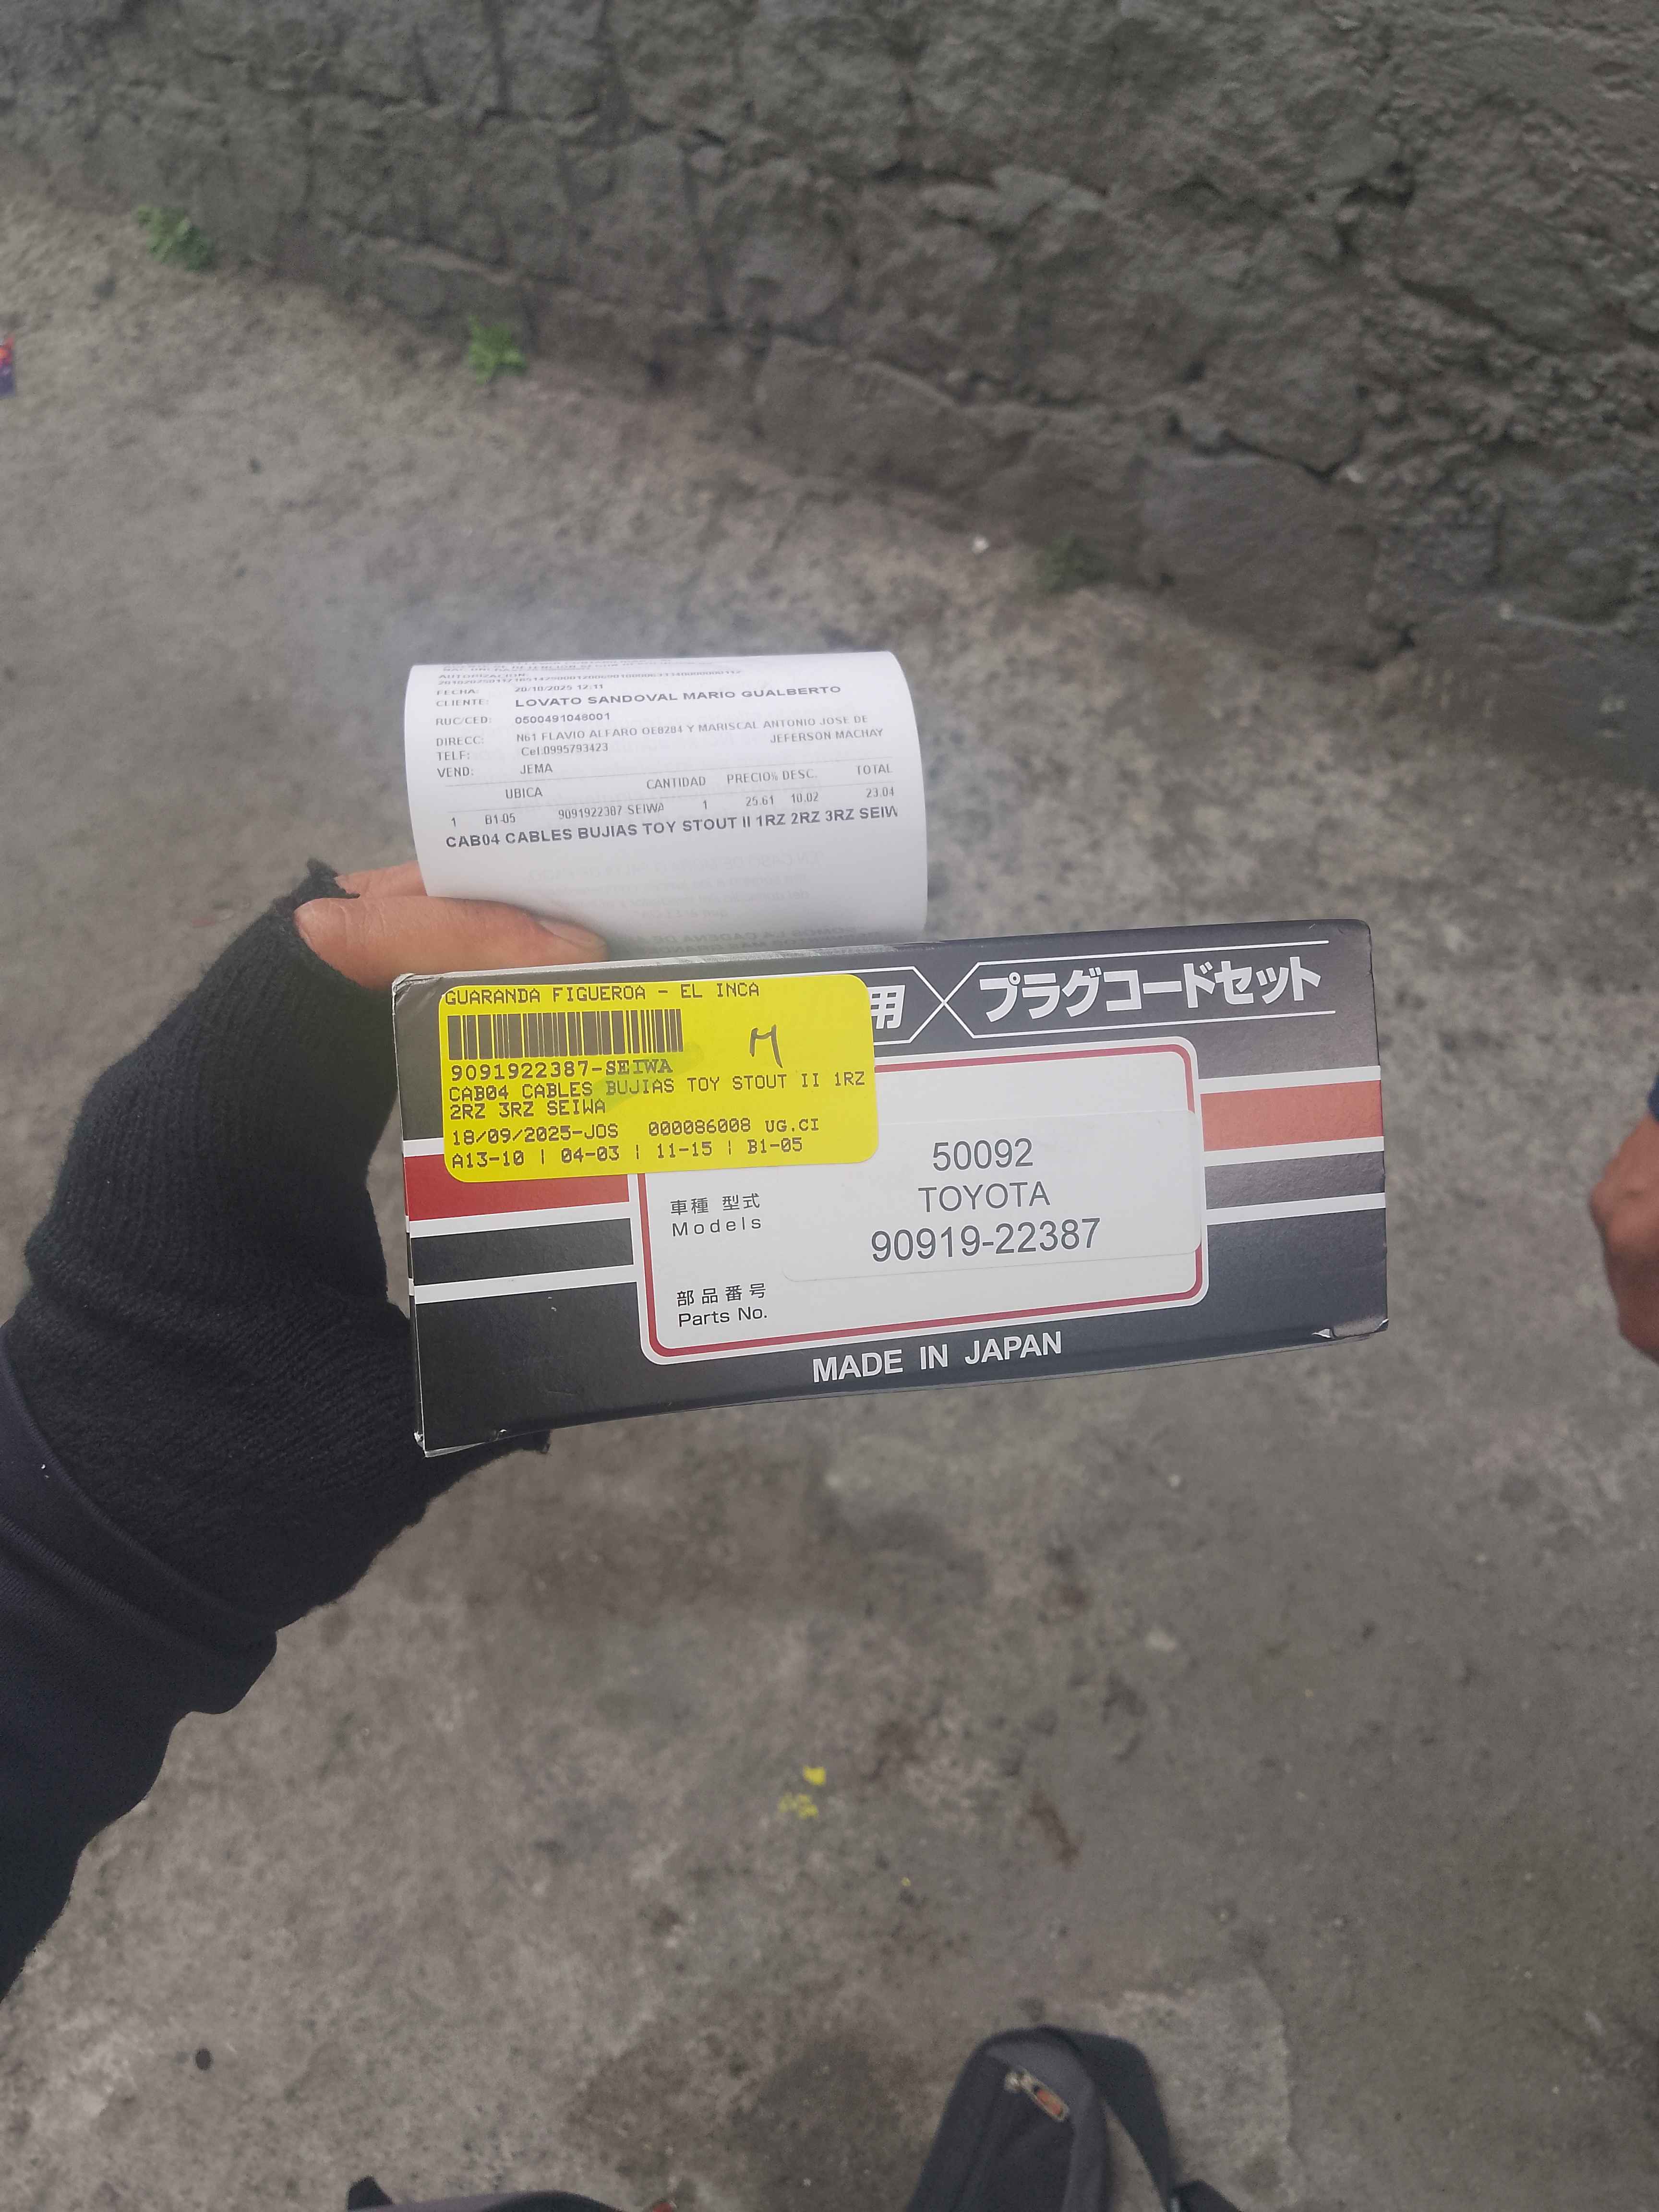 FECHA: 20/10/2025 12:11
CLIENTE: LOVATO SANDOVAL MARIO GUALBERTO
RUC/CED: 0500491048001
DIRECC: N61 FLAVIO ALFARO OE8284 Y MARISCAL ANTONIO JOSE DE
TELF: Cel:0995793423 JEFERSON MACHAY
VEND: JEMA
UBICA CANTIDAD PRECIO% DESC. TOTAL
1 B1-05 9091922387 SEIWA 1 25.61 10.02 23.04
CAB04 CABLES BUJIAS TOY STOUT II 1RZ 2RZ 3RZ SEIW
GUARANDA FIGUEROA - EL INCA
M
9091922387-SEIWA
CAB04 CABLES BUJIAS TOY STOUT II 1RZ
2RZ 3RZ SEIWA
18/09/2025-JOS 000086008 UG.CI
A13-10 | 04-03 | 11-15 | B1-05
用 プラグコードセット
50092
TOYOTA
90919-22387
車種 型式
Models
部品番号
Parts No.
MADE IN JAPAN